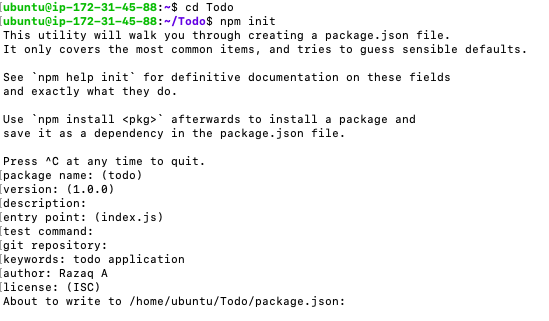 [ubuntu@ip-172-31-45-88:~$ cd Todo
[ubuntu@ip-172-31-45-88:~/Todo$ npm init
This utility will walk you through creating a package.json file.
It only covers the most common items, and tries to guess sensible defaults.
See `npm help init` for definitive documentation on these fields
and exactly what they do.
Use `npm install <pkg>` afterwards to install a package and
save it as a dependency in the package.json file.
Press ^C at any time to quit.
[package name: (todo)
[version: (1.0.0)
[description:
[entry point: (index.js)
[test command:
[git repository:
[keywords: todo application
[author: Razaq A
[license: (ISC)
About to write to /home/ubuntu/Todo/package.json: